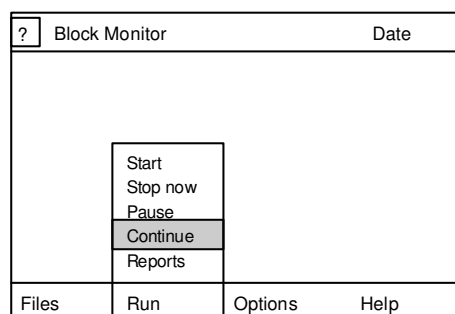 ? Block Monitor Date
Start
Stop now
Pause
Continue
Reports
Files Run Options Help